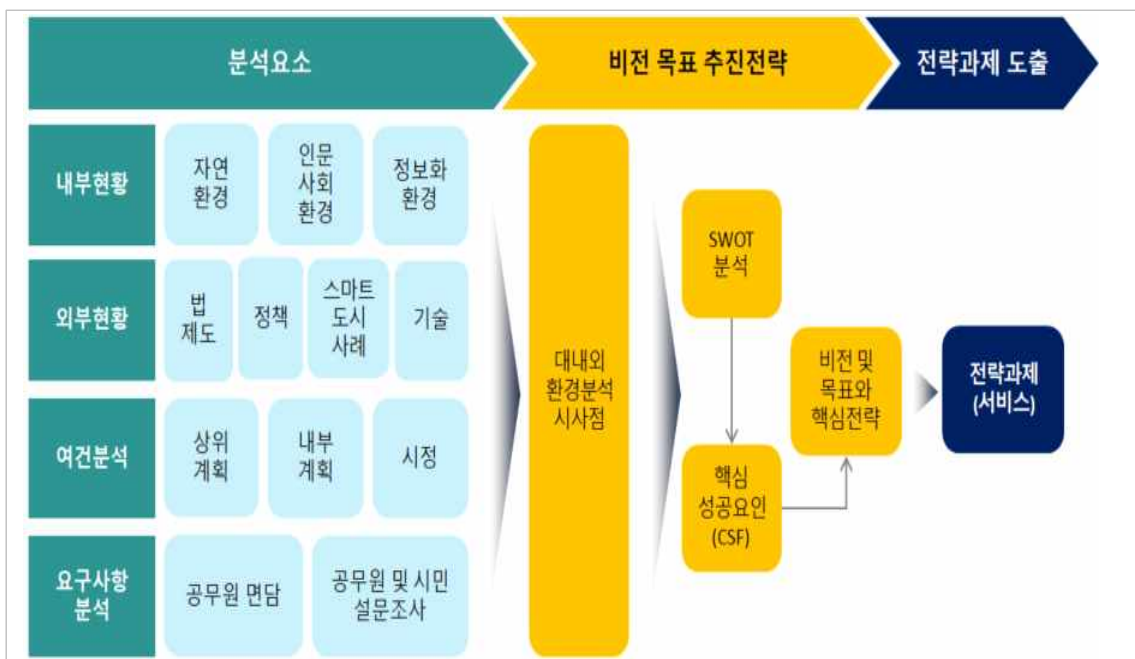 분석요소
비전 목표 추진전략
전략과제 도출
내부현황
자연
환경
인문
사회
환경
정보화
환경
외부현황
법
제도
정책
스마트
도시
사례
기술
여건분석
상위
계획
내부
계획
시정
요구사항
분석
공무원 면담
공무원 및 시민
설문조사
대내외
환경분석
시사점
SWOT
분석
핵심
성공요인
(CSF)
비전 및
목표와
핵심전략
전략과제
(서비스)